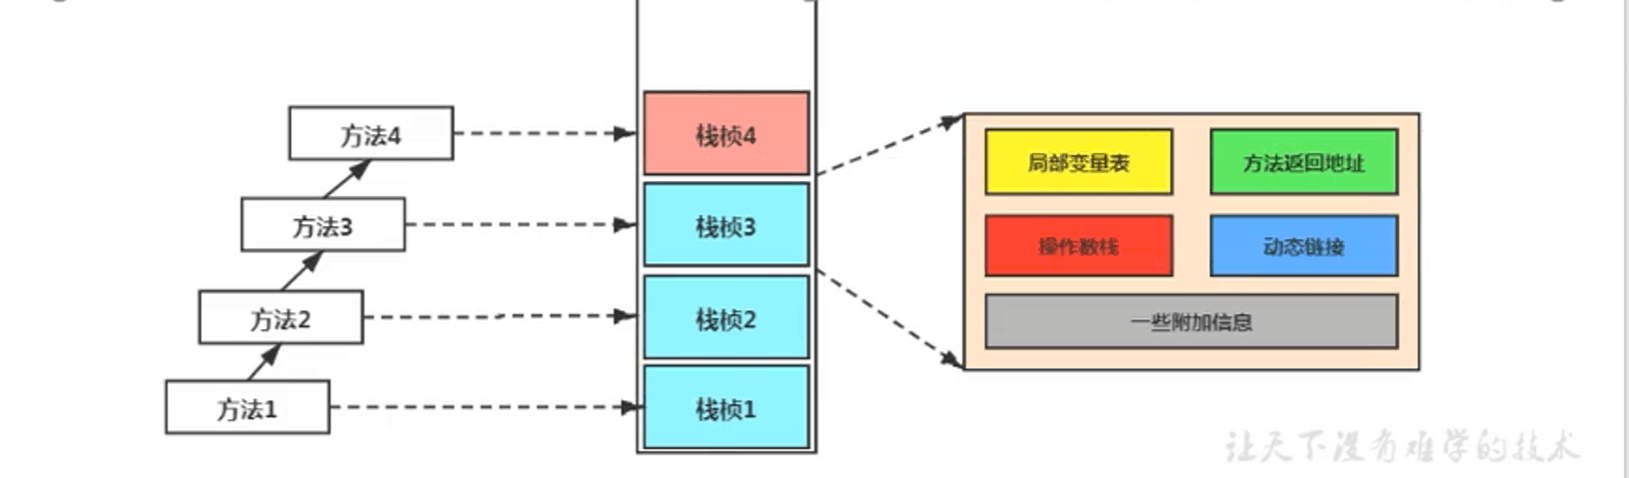 方法4
栈桢4
局部变量表
方法返回地址
方法3
栈桢3
操作数栈
动态链接
方法2
栈桢2
一些附加信息
方法1
栈桢1
让天下没有难学的技术